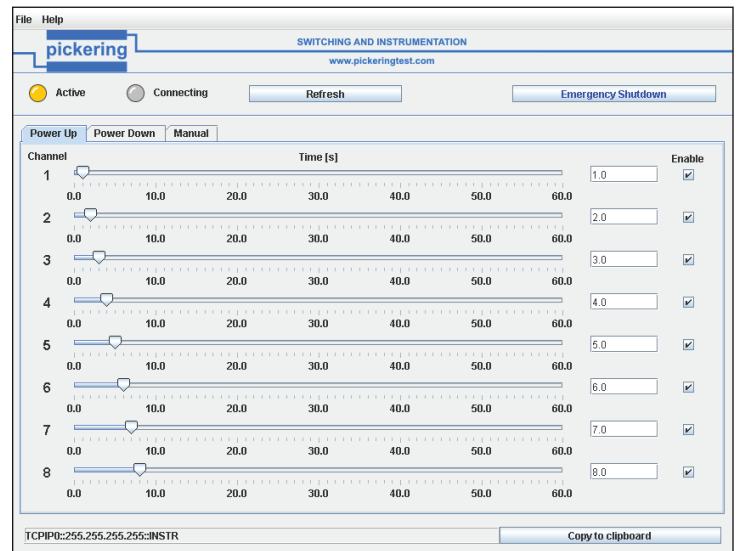 File Help
pickering
SWITCHING AND INSTRUMENTATION
www.pickeringtest.com
Active Connecting Refresh Emergency Shutdown
Power Up Power Down Manual
Channel Time [s] Enable
1 1.0
0.0 10.0 20.0 30.0 40.0 50.0 60.0
2 2.0
0.0 10.0 20.0 30.0 40.0 50.0 60.0
3 3.0
0.0 10.0 20.0 30.0 40.0 50.0 60.0
4 4.0
0.0 10.0 20.0 30.0 40.0 50.0 60.0
5 5.0
0.0 10.0 20.0 30.0 40.0 50.0 60.0
6 6.0
0.0 10.0 20.0 30.0 40.0 50.0 60.0
7 7.0
0.0 10.0 20.0 30.0 40.0 50.0 60.0
8 8.0
0.0 10.0 20.0 30.0 40.0 50.0 60.0
TCPIP0::255.255.255.255::INSTR Copy to clipboard